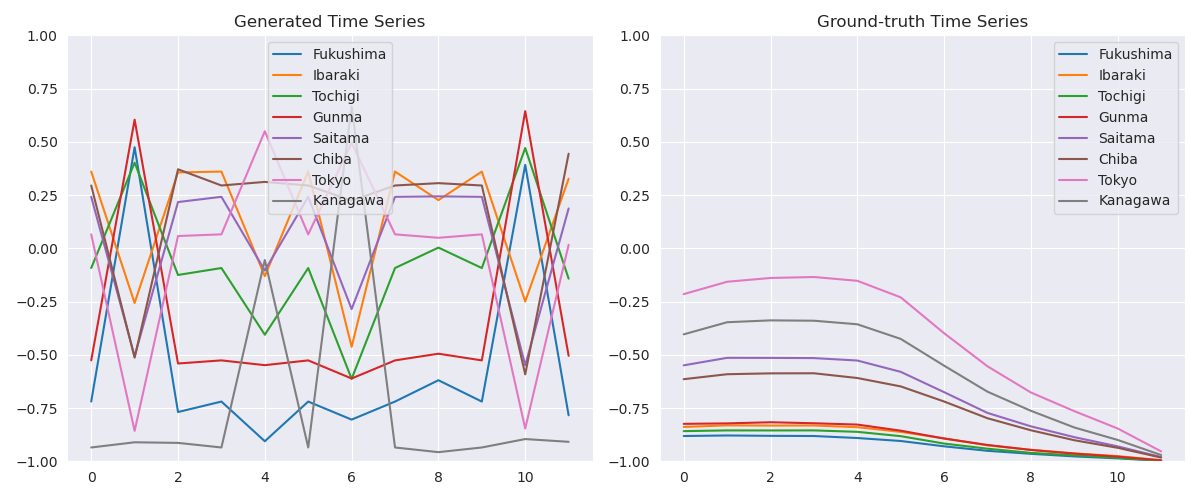 Generated Time Series
1.00
0.75
0.50
0.25
0.00
−0.25
−0.50
−0.75
−1.00
0 2 4 6 8 10
Fukushima
Ibaraki
Tochigi
Gunma
Saitama
Chiba
Tokyo
Kanagawa
Ground-truth Time Series
1.00
0.75
0.50
0.25
0.00
−0.25
−0.50
−0.75
−1.00
0 2 4 6 8 10
Fukushima
Ibaraki
Tochigi
Gunma
Saitama
Chiba
Tokyo
Kanagawa